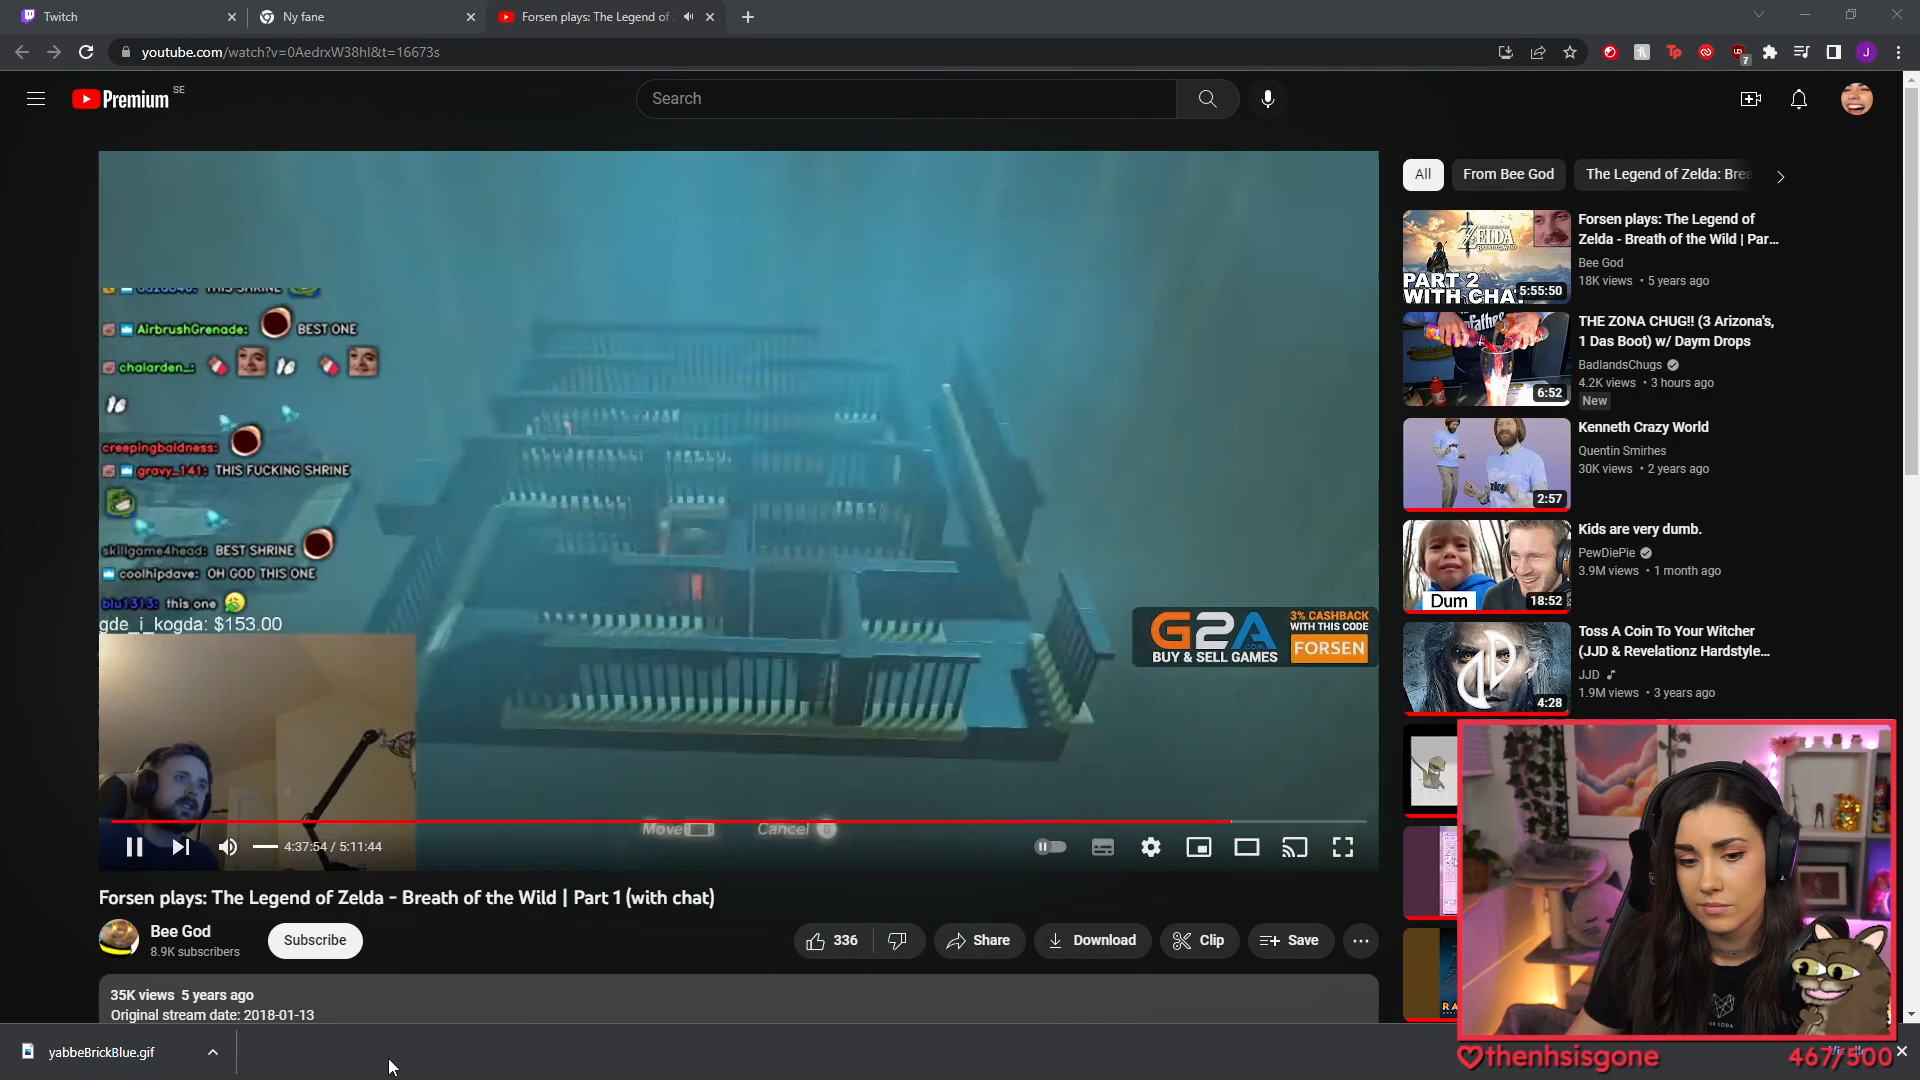 Twitch
Ny fane
Forsen plays: The Legend of
youtube.com/watch?v=0AedrxW38hI&t=16673s
7
J
Premium
SE
Search
AirbrushGrenade: BEST ONE
chalarden_:
creepingbaldness:
gravy_141: THIS FUCKING SHRINE
skillgame4head: BEST SHRINE
coolhipdave: OH GOD THIS ONE
blu1313: this one
gde_i_kogda: $153.00
G2A
.COM
BUY & SELL GAMES
3% CASHBACK
WITH THIS CODE
FORSEN
Move
Cancel
4:37:54 / 5:11:44
Forsen plays: The Legend of Zelda - Breath of the Wild | Part 1 (with chat)
Bee God
8.9K subscribers
Subscribe
336
Share
Download
Clip
Save
35K views 5 years ago
Original stream date: 2018-01-13
All
From Bee God
The Legend of Zelda: Brea
ZELDA
PART 2
WITH CHA
5:55:50
Forsen plays: The Legend of
Zelda - Breath of the Wild | Par...
Bee God
18K views • 5 years ago
6:52
THE ZONA CHUG!! (3 Arizona's,
1 Das Boot) w/ Daym Drops
BadlandsChugs
4.2K views • 3 hours ago
New
2:57
Kenneth Crazy World
Quentin Smirhes
30K views • 2 years ago
Dum
18:52
Kids are very dumb.
PewDiePie
3.9M views • 1 month ago
4:28
Toss A Coin To Your Witcher
(JJD & Revelationz Hardstyle...
JJD
1.9M views • 3 years ago
yabbeBrickBlue.gif
thenhsisgone
467/500